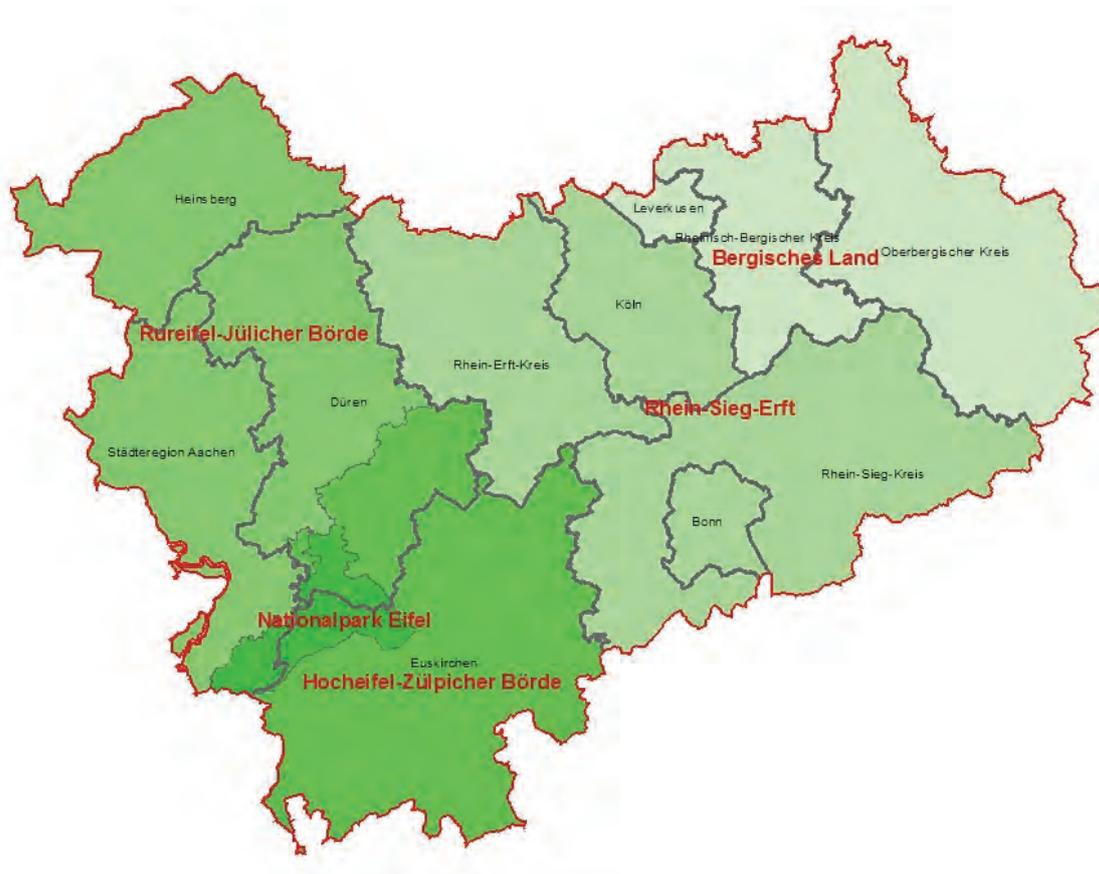 Heinsberg
Leverkusen
Rheinisch-Bergischer Kreis
Bergisches Land
Oberbergischer Kreis
Köln
Rureifel-Jülicher Börde
Rhein-Erft-Kreis
Düren
Rhein-Sieg-Erft
Städteregion Aachen
Rhein-Sieg-Kreis
Bonn
Nationalpark Eifel
Euskirchen
Hocheifel-Zülpicher Börde